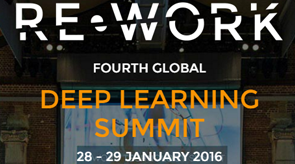 RE•WORK
FOURTH GLOBAL
DEEP LEARNING
SUMMIT
28 - 29 JANUARY 2016